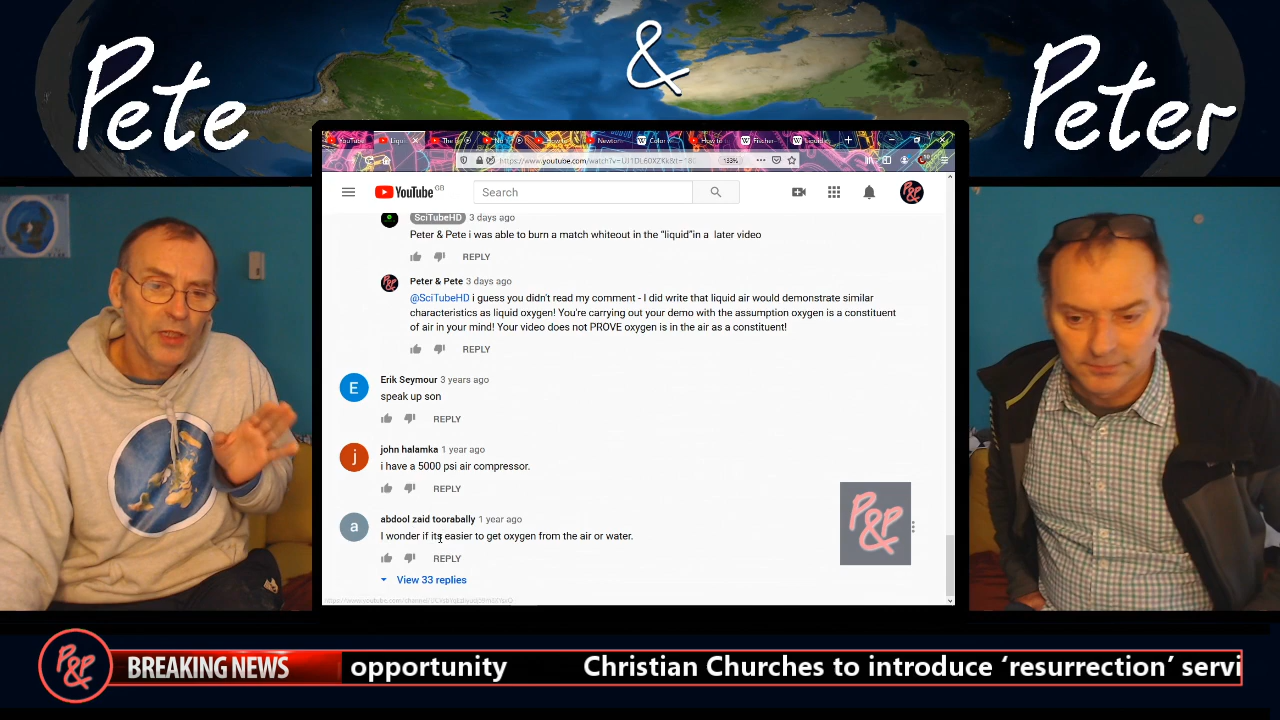 Pete & Peter
YouTube GB
Search
SciTubeHD 3 days ago
Peter & Pete i was able to burn a match whiteout in the “liquid”in a later video
REPLY
Peter & Pete 3 days ago
@SciTubeHD i guess you didn't read my comment - I did write that liquid air would demonstrate similar
characteristics as liquid oxygen! You're carrying out your demo with the assumption oxygen is a constituent
of air in your mind! Your video does not PROVE oxygen is in the air as a constituent!
REPLY
E
Erik Seymour 3 years ago
speak up son
REPLY
j
john halamka 1 year ago
i have a 5000 psi air compressor.
REPLY
a
abdool zaid toorabally 1 year ago
I wonder if its easier to get oxygen from the air or water.
REPLY
View 33 replies
P&P
P&P BREAKING NEWS opportunity Christian Churches to introduce ‘resurrection’ servi